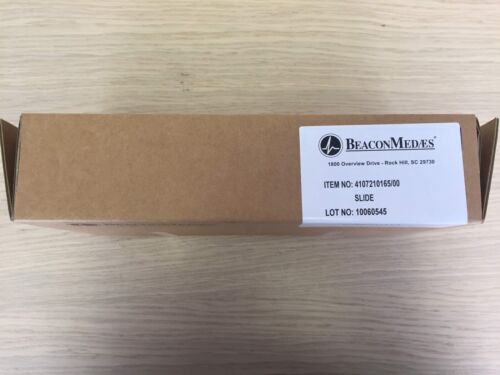 BEACONMEDÆS®
1800 Overview Drive - Rock Hill, SC 29730
ITEM NO: 4107210165/00
SLIDE
LOT NO: 10060545